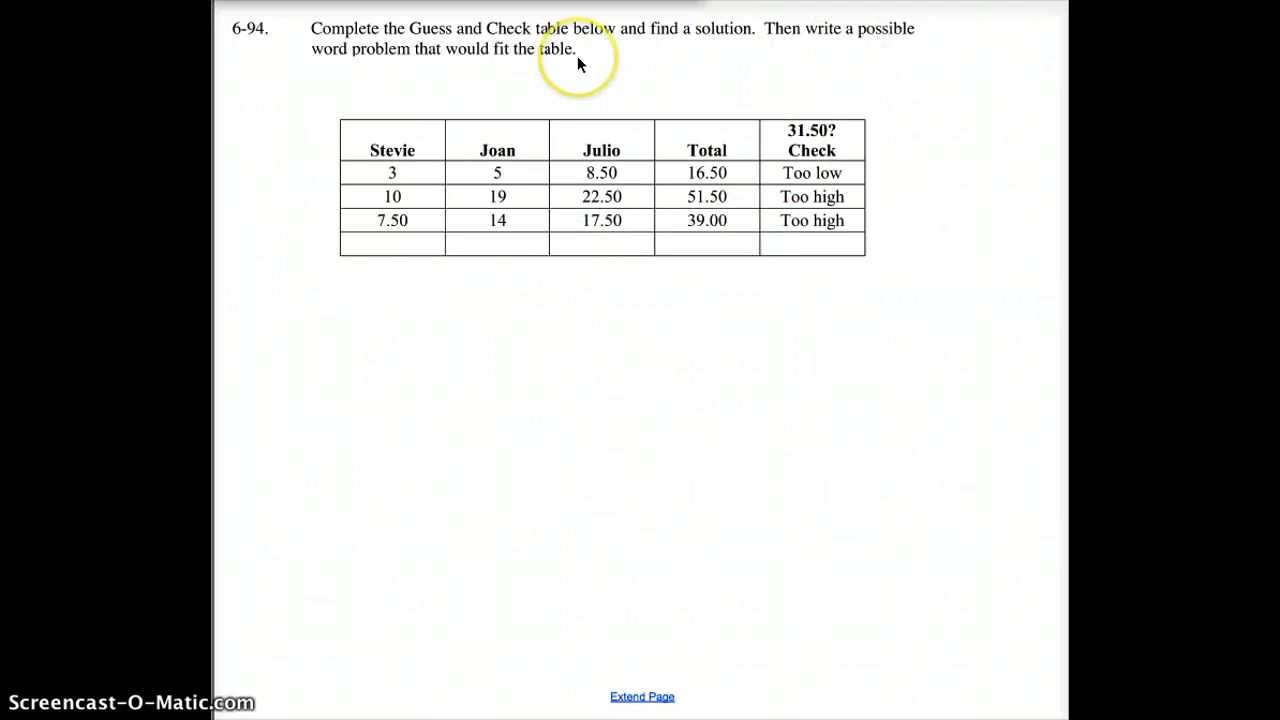 6-94. Complete the Guess and Check table below and find a solution. Then write a possible
word problem that would fit the table.
Stevie Joan Julio Total 31.50? Check
3 5 8.50 16.50 Too low
10 19 22.50 51.50 Too high
7.50 14 17.50 39.00 Too high
Extend Page
Screencast-O-Matic.com